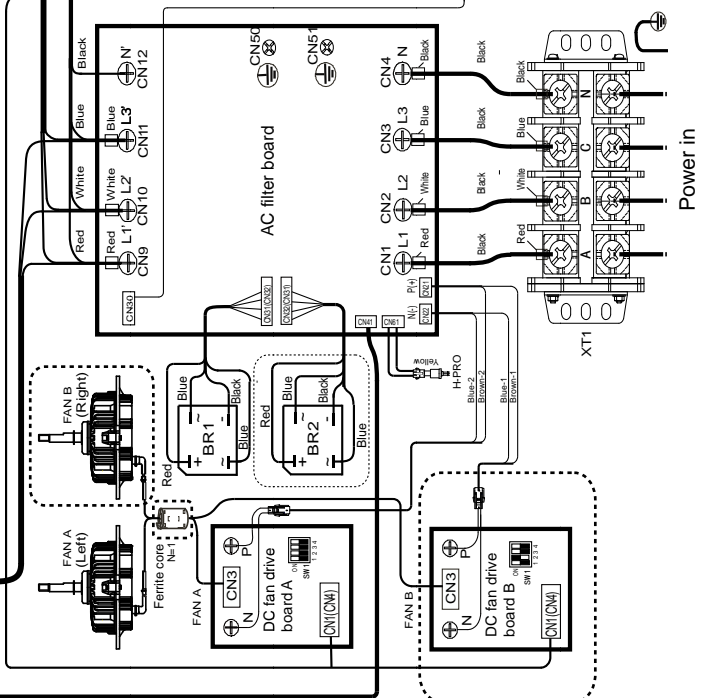 Black
N'
CN12
Blue
Blue
L3'
CN11
White
White
L2'
CN10
Red
Red
L1'
CN9
CN30
CN50
CN51
AC filter board
CN4
N
Black
Black
Black
CN3
L3
Blue
Black
Blue
CN2
L2
White
Black
White
CN1
L1
Red
Black
Red
N
C
B
A
XT1
Power in
CN31(CN32)
CN32(CN31)
CN41
CN61
N(-)
CN22
P(+)
CN21
Yellow
H-PRO
Blue-2
Brown-2
Blue-1
Brown-1
Red
Blue
Black
Blue
BR1
Red
Blue
Black
Blue
BR2
FAN B
(Right)
FAN A
(Left)
Ferrite core
N=1
FAN A
CN3
N
P
DC fan drive
board A
ON
SW1
1 2 3 4
CN1(CN4)
FAN B
CN3
N
P
DC fan drive
board B
ON
SW1
1 2 3 4
CN1(CN4)